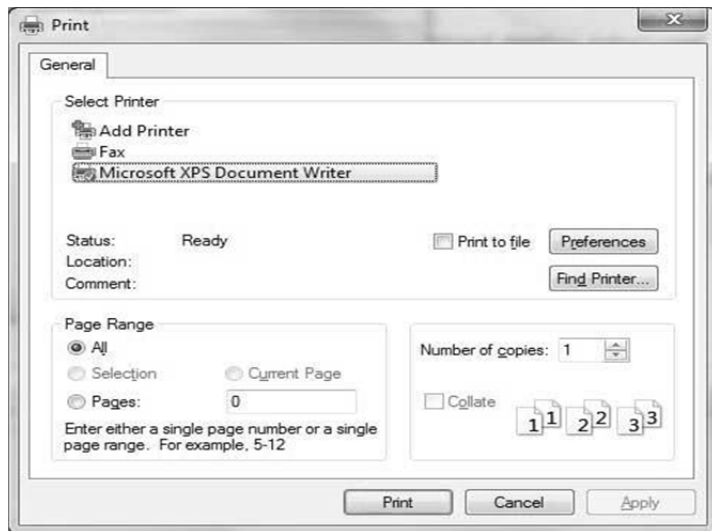 Print
General
Select Printer
Add Printer
Fax
Microsoft XPS Document Writer
Status: Ready
Print to file
Preferences
Location:
Comment:
Find Printer...
Page Range
All
Selection
Current Page
Pages: 0
Enter either a single page number or a single
page range. For example, 5-12
Number of copies: 1
Collate
1 1 2 2 3 3
Print
Cancel
Apply